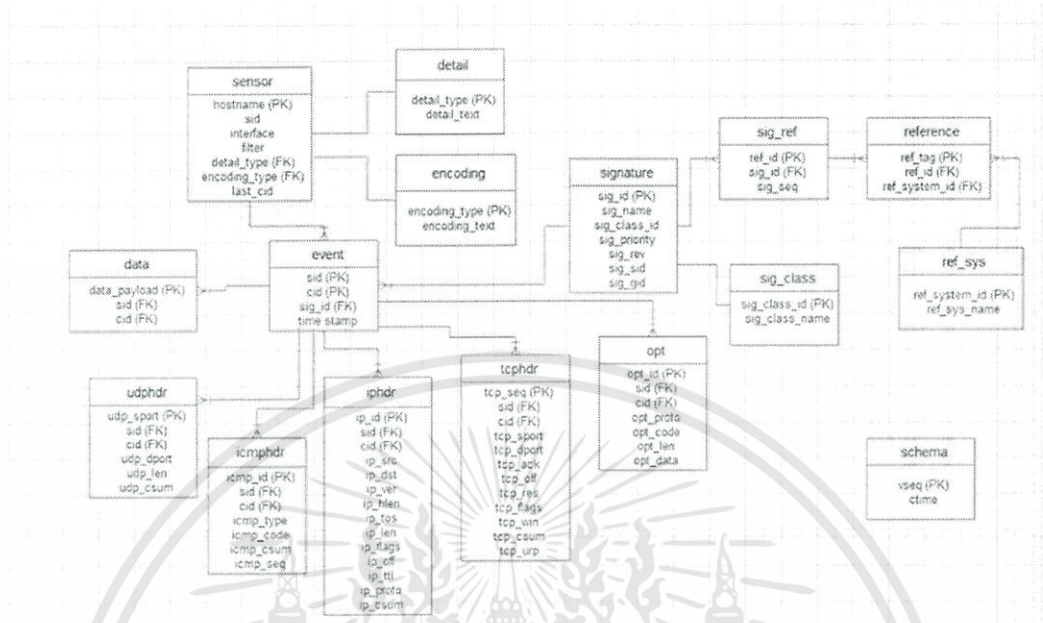 detail
detail_type (PK)
detail_text
sensor
hostname (PK)
sid
interface
filter
detail_type (FK)
encoding_type (FK)
last_cid
encoding
encoding_type (PK)
encoding_text
signature
sig_id (PK)
sig_name
sig_class_id
sig_priority
sig_rev
sig_sid
sig_gid
sig_ref
ref_id (PK)
sig_id (FK)
sig_seq
reference
ref_tag (PK)
ref_id (FK)
ref_system_id (FK)
data
data_payload (PK)
sid (FK)
cid (FK)
event
sid (PK)
cid (PK)
sig_id (FK)
time stamp
sig_class
sig_class_id (PK)
sig_class_name
ref_sys
ref_system_id (PK)
ref_sys_name
udphdr
udp_sport (PK)
sid (FK)
cid (FK)
udp_dport
udp_len
udp_csum
icmphdr
icmp_id (PK)
sid (FK)
cid (FK)
icmp_type
icmp_code
icmp_csum
icmp_seq
iphdr
ip_id (PK)
sid (FK)
cid (FK)
ip_src
ip_dst
ip_ver
ip_hlen
ip_tos
ip_len
ip_flags
ip_off
ip_ttl
ip_proto
ip_csum
tcphdr
tcp_seq (PK)
sid (FK)
cid (FK)
tcp_sport
tcp_dport
tcp_ack
tcp_off
tcp_res
tcp_flags
tcp_win
tcp_csum
tcp_urp
opt
opt_id (PK)
sid (FK)
cid (FK)
opt_proto
opt_code
opt_len
opt_data
schema
vseq (PK)
ctime